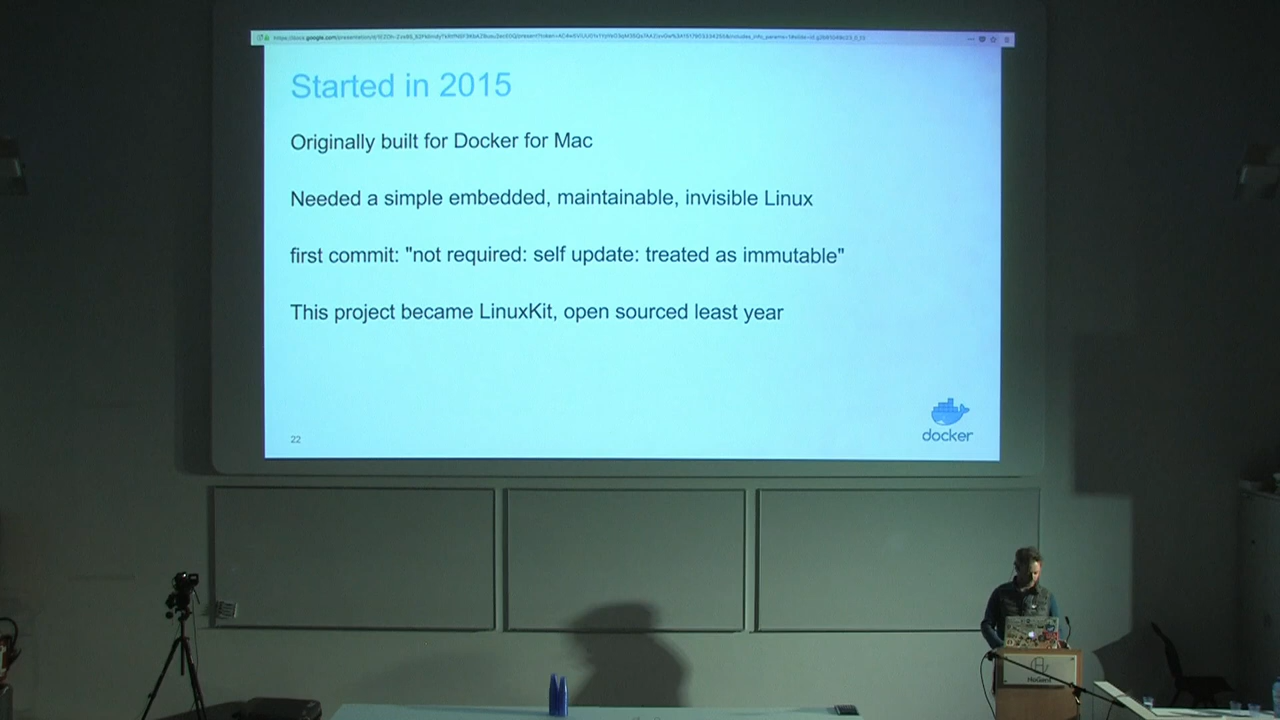 Started in 2015
Originally built for Docker for Mac
Needed a simple embedded, maintainable, invisible Linux
first commit: "not required: self update: treated as immutable"
This project became LinuxKit, open sourced least year
22
docker
HoGent